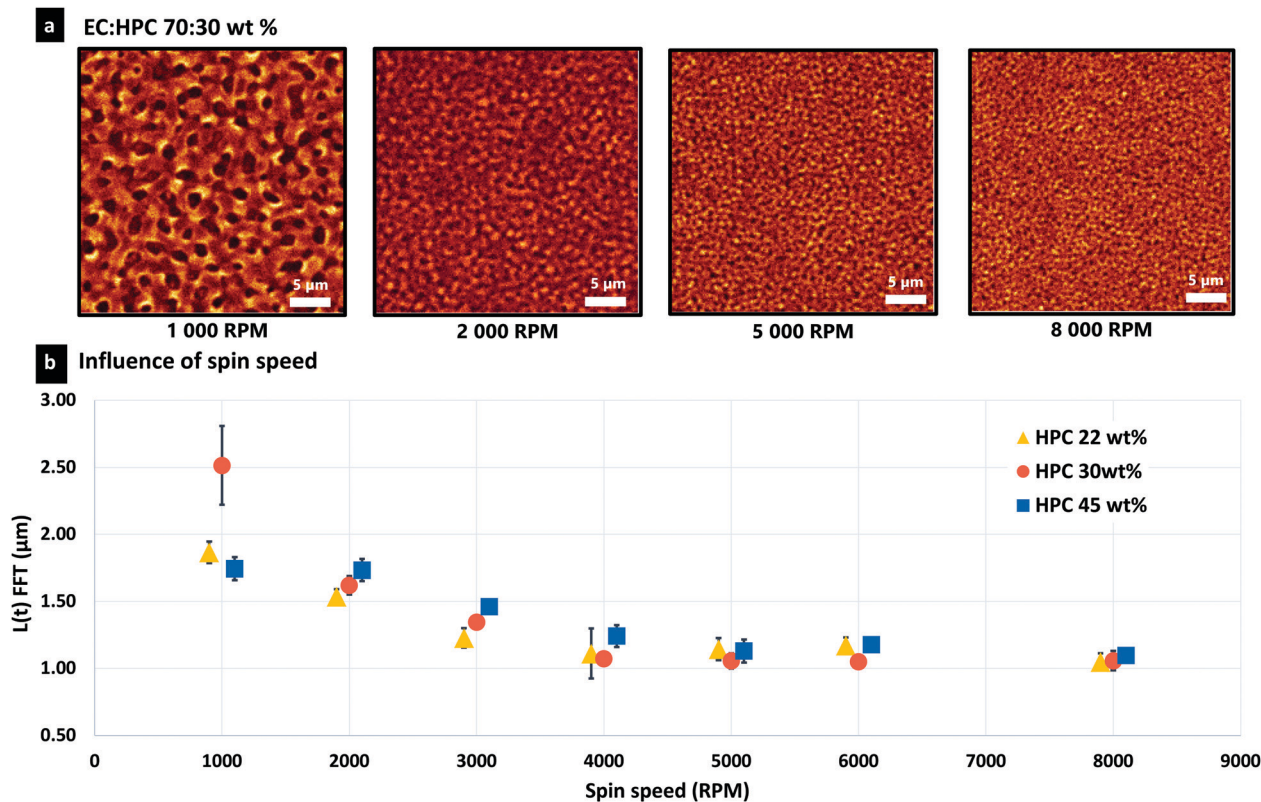 a EC:HPC 70:30 wt %
5 µm 5 µm 5 µm 5 µm
1 000 RPM 2 000 RPM 5 000 RPM 8 000 RPM
b Influence of spin speed
L(t) FFT (µm)
3.00
2.50
2.00
1.50
1.00
0.50
HPC 22 wt%
HPC 30wt%
HPC 45 wt%
0 1000 2000 3000 4000 5000 6000 7000 8000 9000
Spin speed (RPM)